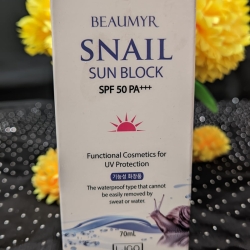 BEAUMYR
SNAIL
SUN BLOCK
SPF 50 PA+++
Functional Cosmetics for
UV Protection
기능성 화장품
The waterproof type that cannot
be easily removed by
sweat or water.
70mL